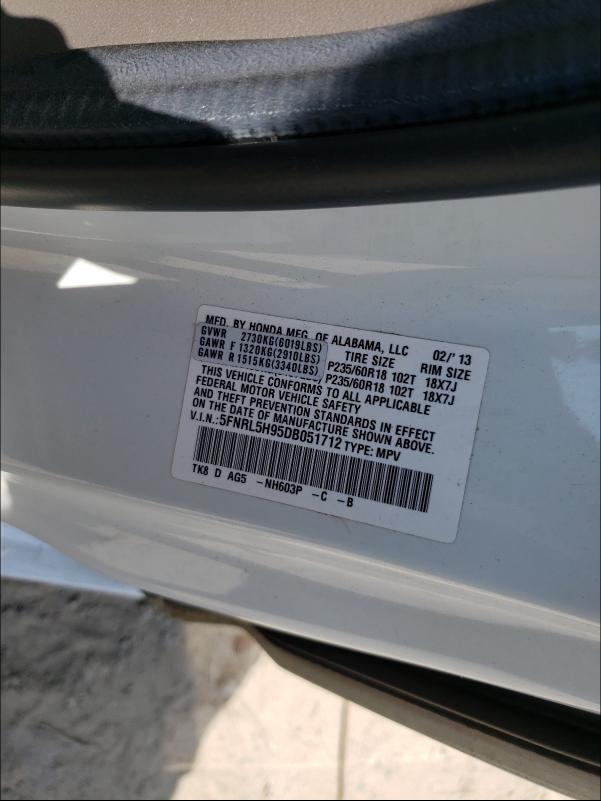 MFD. BY HONDA MFG. OF ALABAMA, LLC 02/'13
GVWR 2730KG(6019LBS) TIRE SIZE RIM SIZE
GAWR F 1320KG(2910LBS) P235/60R18 102T 18X7J
GAWR R 1515KG(3340LBS) P235/60R18 102T 18X7J
THIS VEHICLE CONFORMS TO ALL APPLICABLE
FEDERAL MOTOR VEHICLE SAFETY
AND THEFT PREVENTION STANDARDS IN EFFECT
ON THE DATE OF MANUFACTURE SHOWN ABOVE.
V.I.N.:5FNRL5H95DB051712 TYPE: MPV
TK8 D AG5 -NH603P -C -B